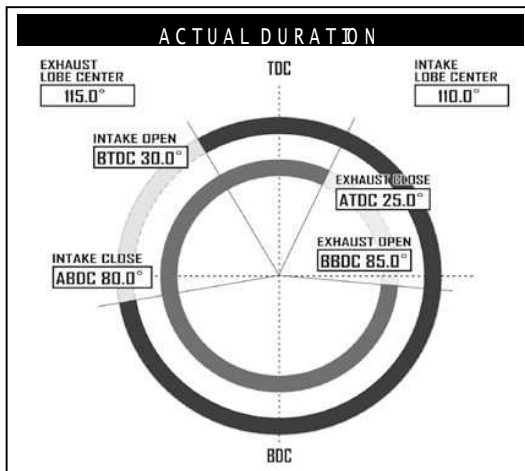 ACTUAL DURATION
EXHAUST
LOBE CENTER
115.0°
TDC
INTAKE
LOBE CENTER
110.0°
INTAKE OPEN
BTDC 30.0°
EXHAUST CLOSE
ATDC 25.0°
INTAKE CLOSE
ABDC 80.0°
EXHAUST OPEN
BBDC 85.0°
BDC